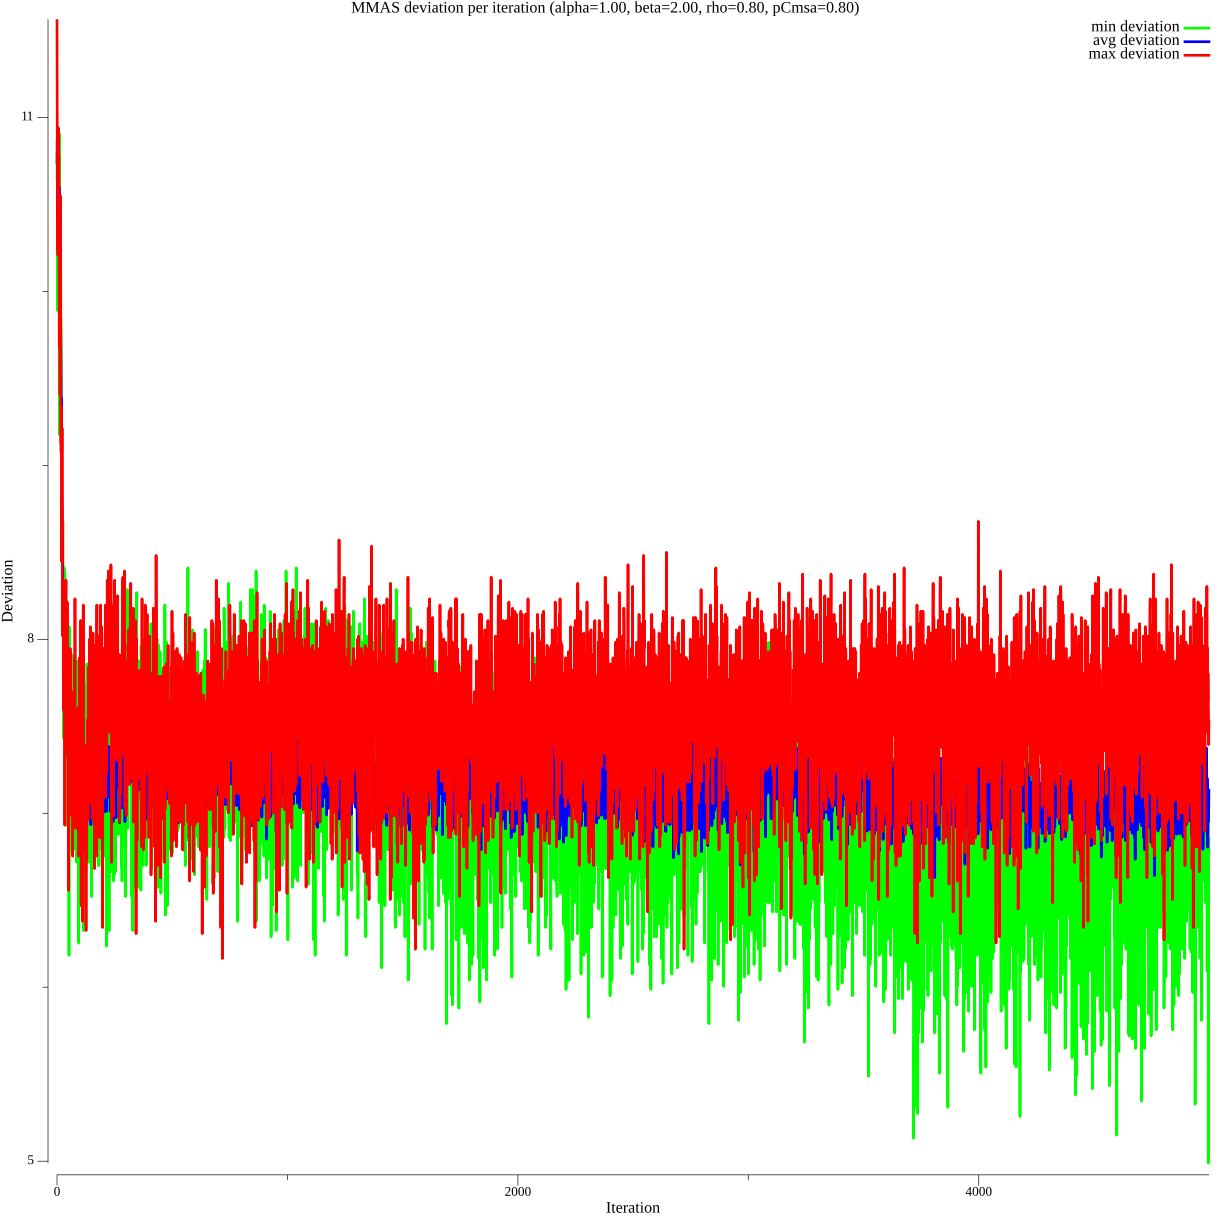 MMAS deviation per iteration (alpha=1.00, beta=2.00, rho=0.80, pCmsa=0.80)
min deviation
avg deviation
max deviation
11
8
5
Deviation
0
2000
4000
Iteration